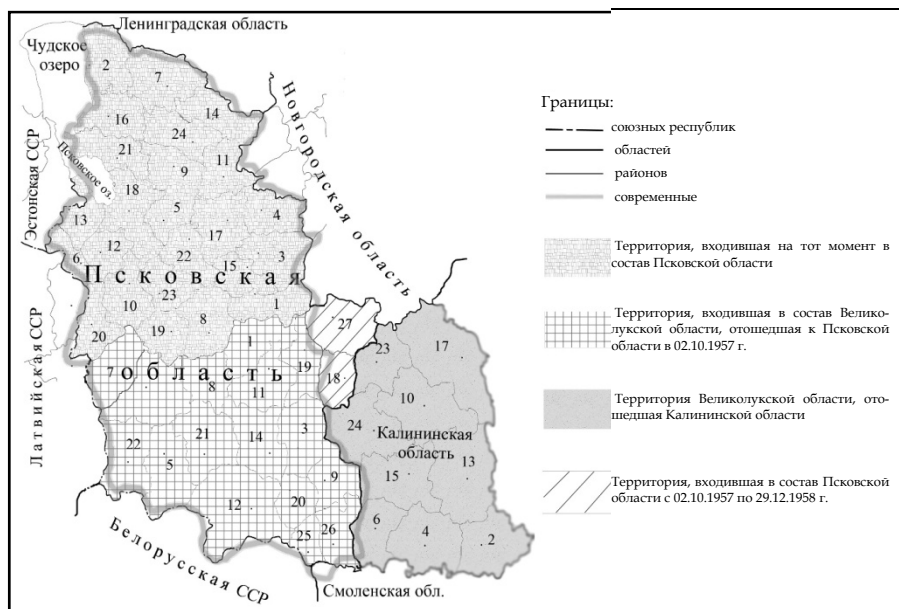 Ленинградская область
Чудское
озеро
2
7
Новгородская область
16
14
24
21
11
Эстонская ССР
Псковское оз.
9
18
13
5
4
17
12
22
3
6
15
Псковская
23
10
1
8
19
20
27
Латвийская ССР
1
23
17
область
7
8
19
18
11
10
24
Калининская
область
22
21
14
3
5
9
15
13
12
20
6
4
2
25
26
Белорусская ССР
Смоленская обл.
Границы:
союзных республик
областей
районов
современные
Территория, входившая на тот момент в
состав Псковской области
Территория, входившая в состав Велико-
лукской области, отошедшая к Псковской
области в 02.10.1957 г.
Территория Великолукской области, ото-
шедшая Калининской области
Территория, входившая в состав Псковской
области с 02.10.1957 по 29.12.1958 г.